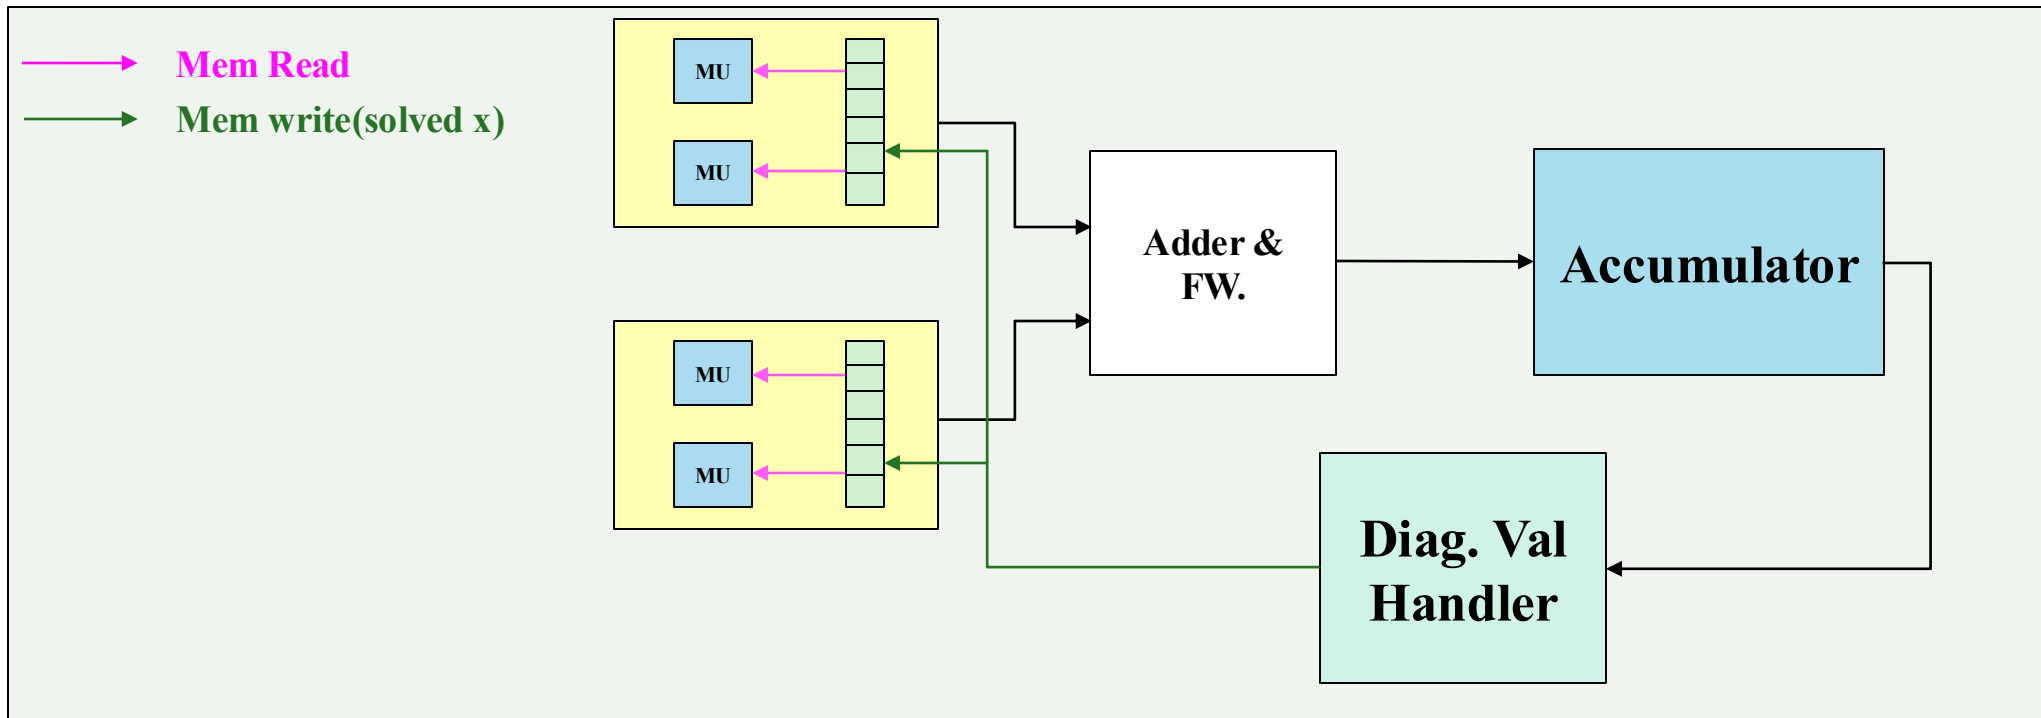 Mem Read
Mem write(solved x)
MU
MU
MU
MU
Adder &
FW.
Accumulator
Diag. Val
Handler